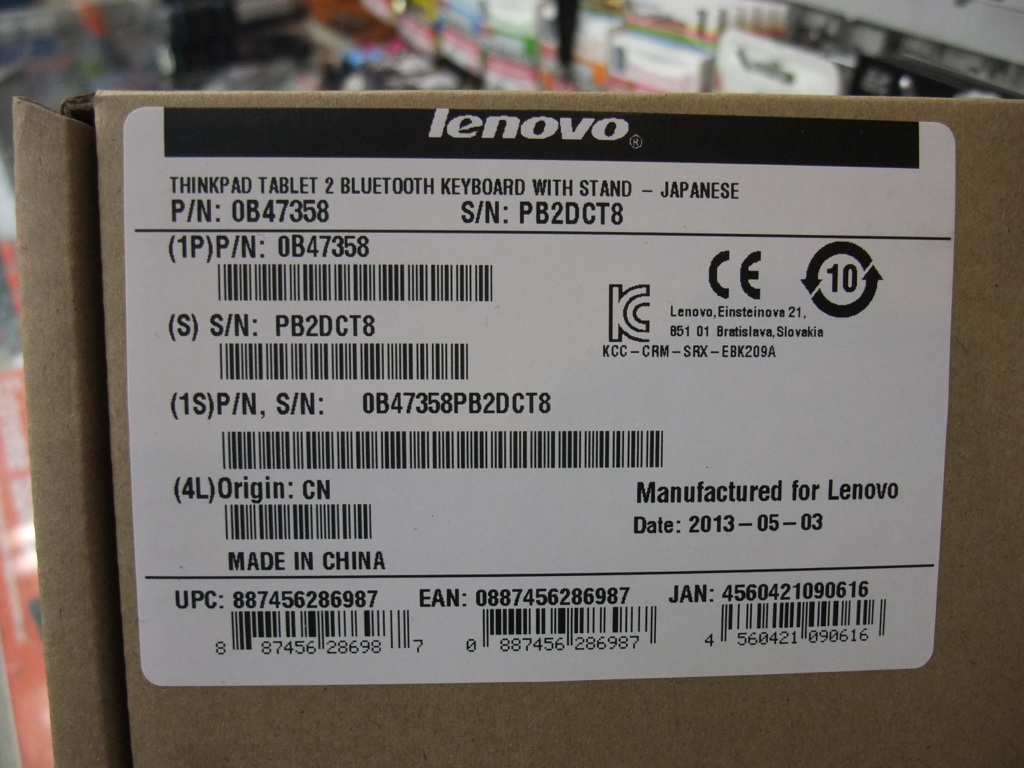 lenovo®
THINKPAD TABLET 2 BLUETOOTH KEYBOARD WITH STAND – JAPANESE
P/N: 0B47358 S/N: PB2DCT8
(1P)P/N: 0B47358
CE 10
(S) S/N: PB2DCT8
Lenovo,Einsteinova 21,
851 01 Bratislava,Slovakia
KCC–CRM–SRX–EBK209A
(1S)P/N, S/N: 0B47358PB2DCT8
(4L)Origin: CN
MADE IN CHINA
Manufactured for Lenovo
Date: 2013–05–03
UPC: 887456286987 EAN: 0887456286987 JAN: 4560421090616
8 87456 28698 7 0 887456 286987 4 560421 090616